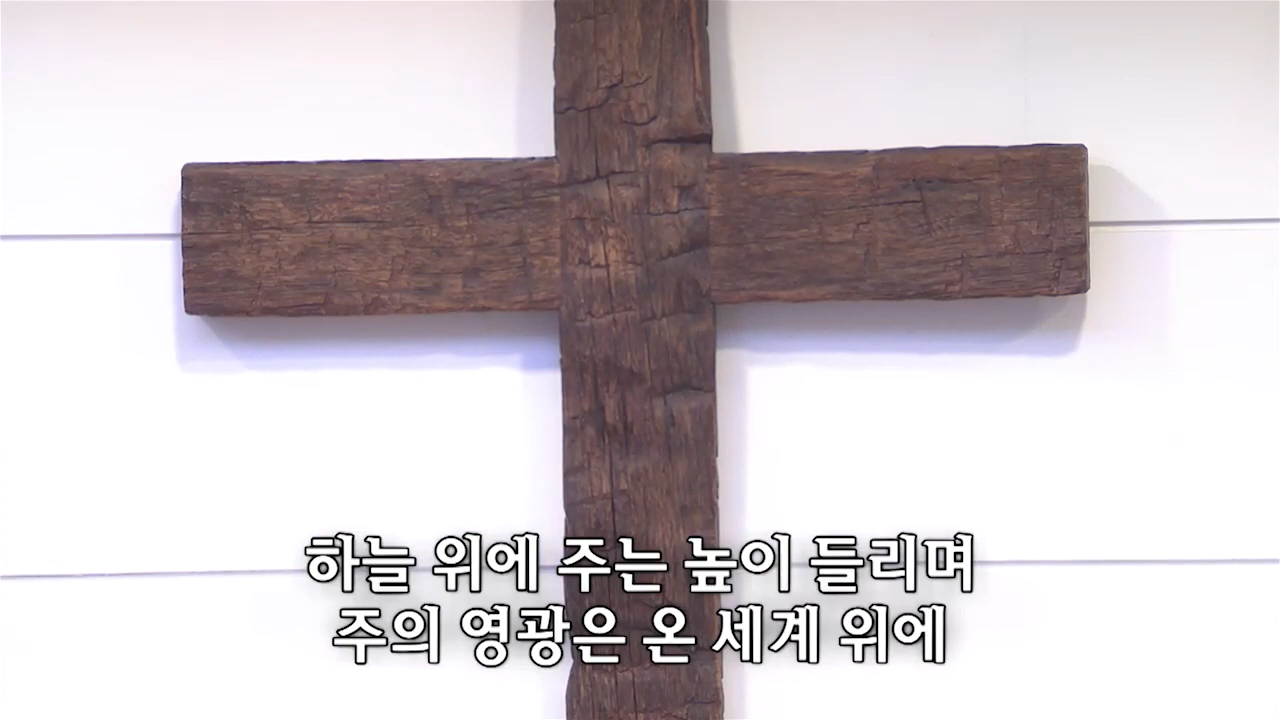 하늘 위에 주는 높이 들리며
주의 영광은 온 세계 위에